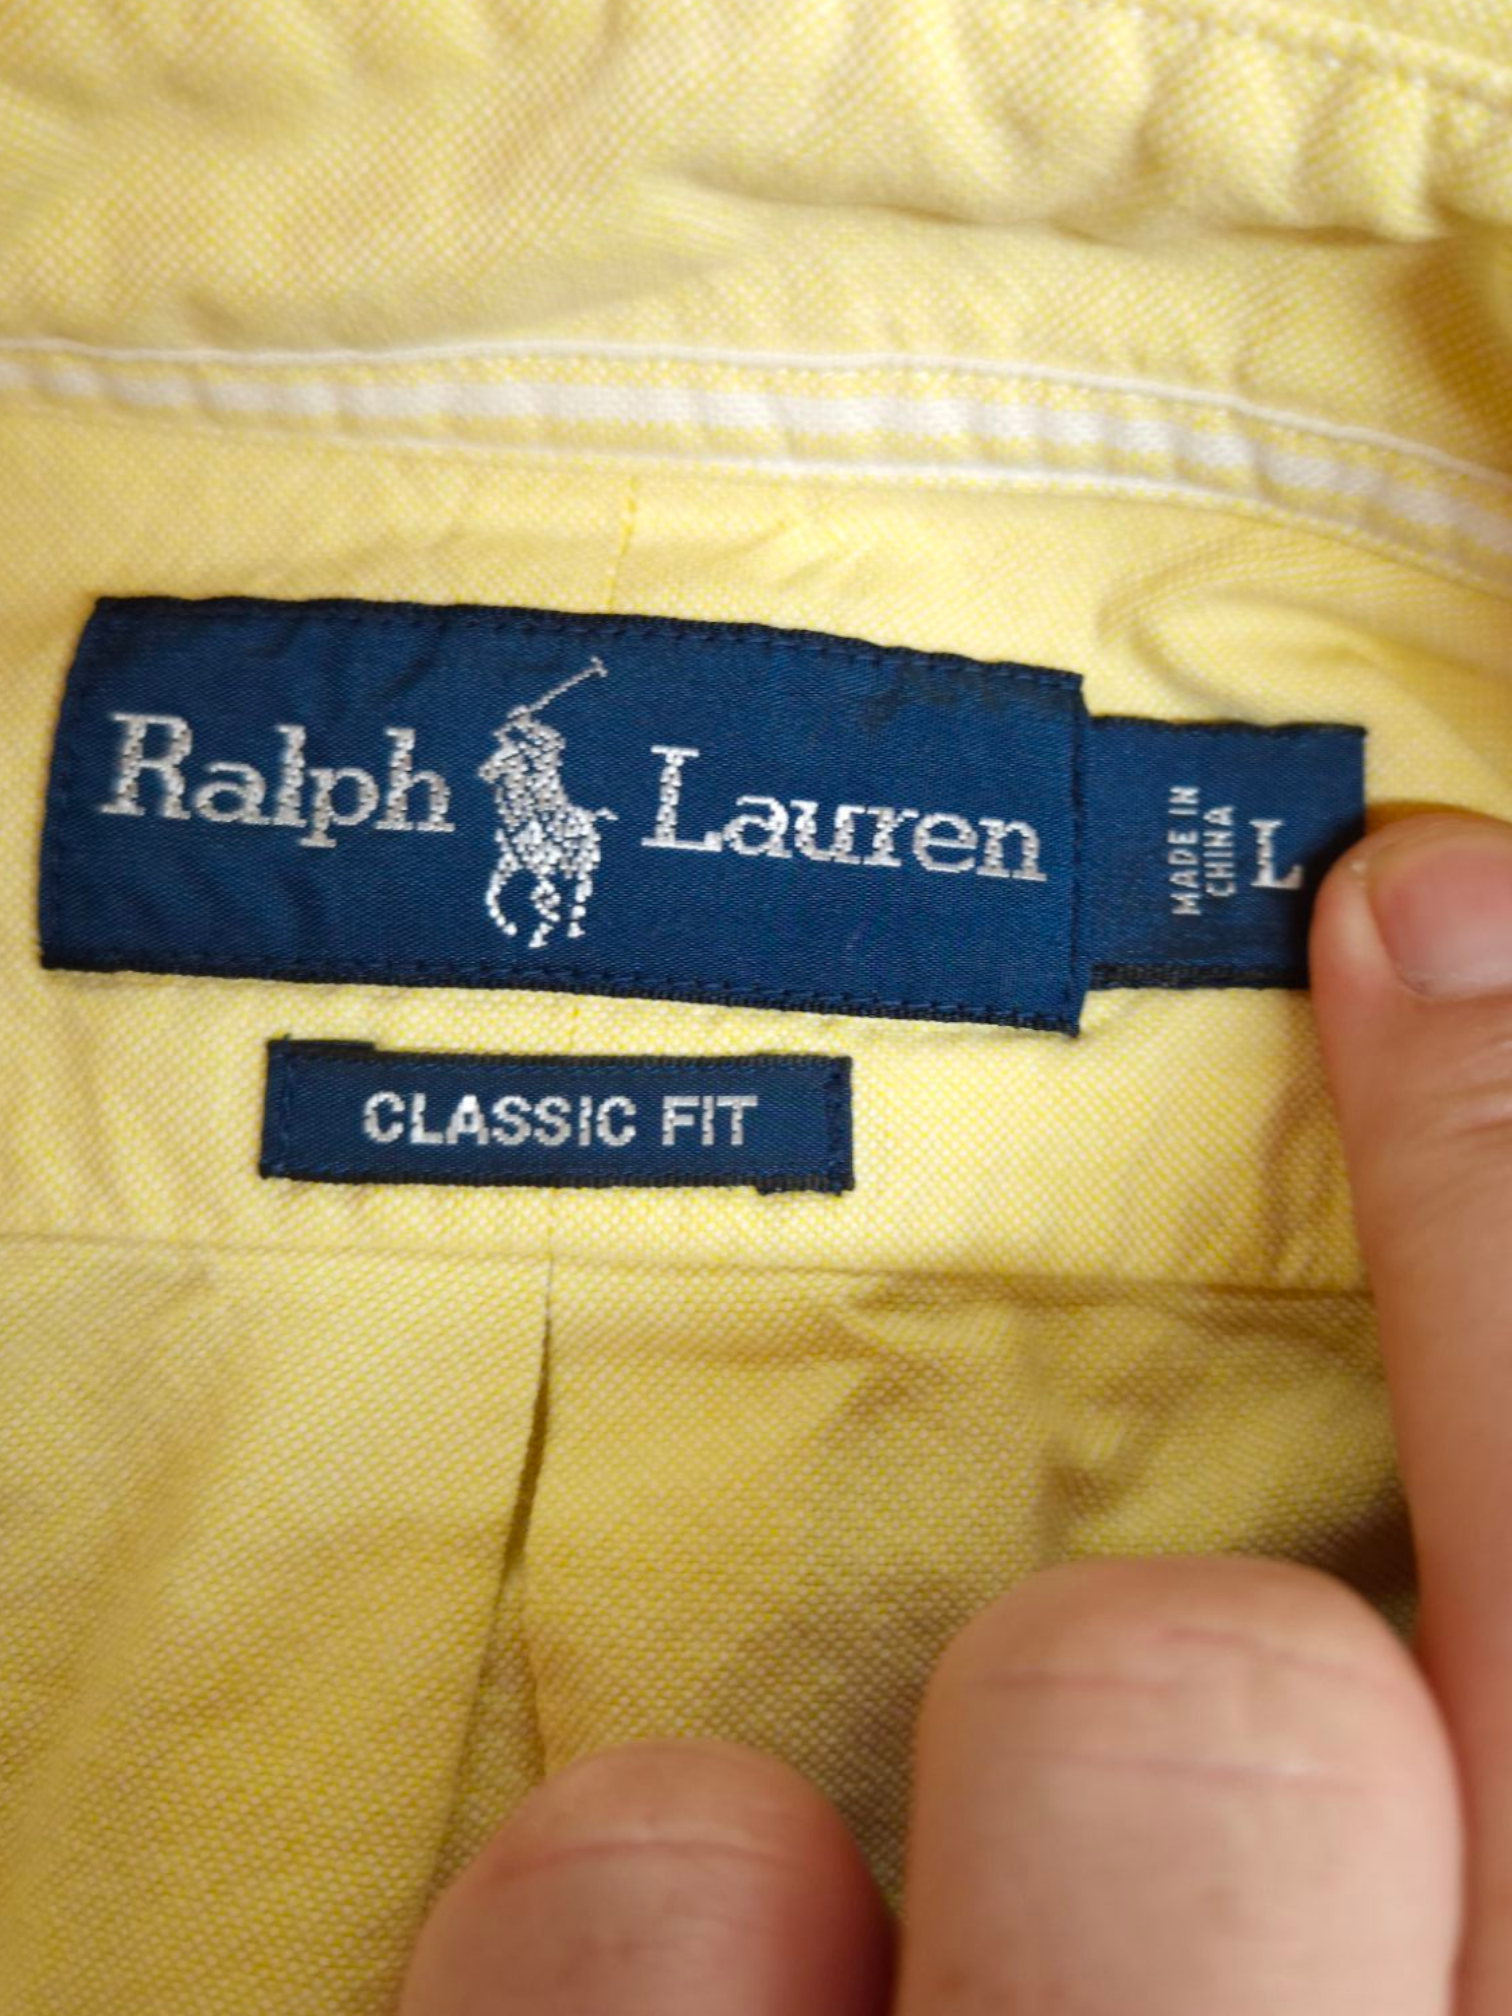 Ralph Lauren
MADE IN
CHINA
L
CLASSIC FIT